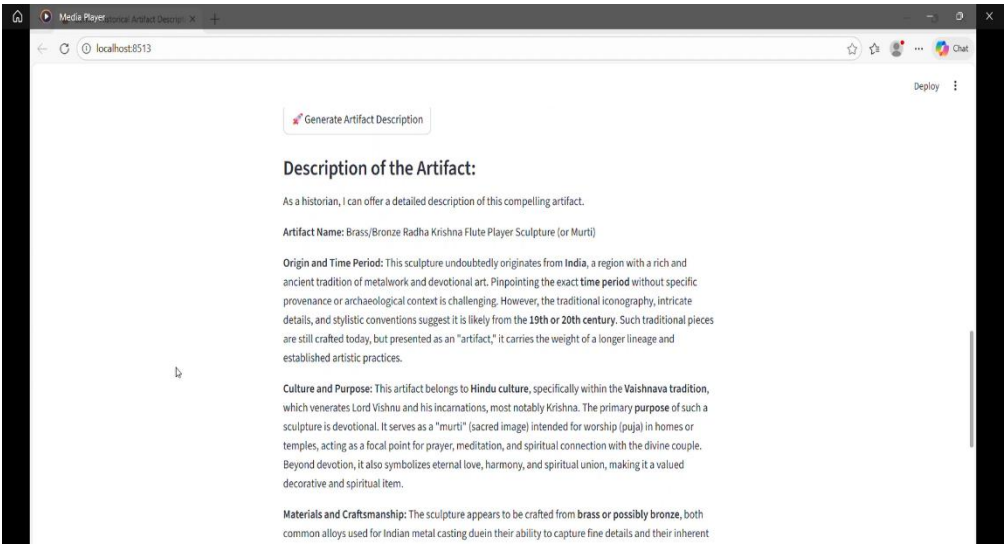 Media Player
localhost:8513
Chat
Deploy
Generate Artifact Description
Description of the Artifact:
As a historian, I can offer a detailed description of this compelling artifact.
Artifact Name: Brass/Bronze Radha Krishna Flute Player Sculpture (or Murti)
Origin and Time Period: This sculpture undoubtedly originates from India, a region with a rich and
ancient tradition of metalwork and devotional art. Pinpointing the exact time period without specific
provenance or archaeological context is challenging. However, the traditional iconography, intricate
details, and stylistic conventions suggest it is likely from the 19th or 20th century. Such traditional pieces
are still crafted today, but presented as an "artifact," it carries the weight of a longer lineage and
established artistic practices.
Culture and Purpose: This artifact belongs to Hindu culture, specifically within the Vaishnava tradition,
which venerates Lord Vishnu and his incarnations, most notably Krishna. The primary purpose of such a
sculpture is devotional. It serves as a "murti" (sacred image) intended for worship (puja) in homes or
temples, acting as a focal point for prayer, meditation, and spiritual connection with the divine couple.
Beyond devotion, it also symbolizes eternal love, harmony, and spiritual union, making it a valued
decorative and spiritual item.
Materials and Craftsmanship: The sculpture appears to be crafted from brass or possibly bronze, both
common alloys used for Indian metal casting duein their ability to capture fine details and their inherent